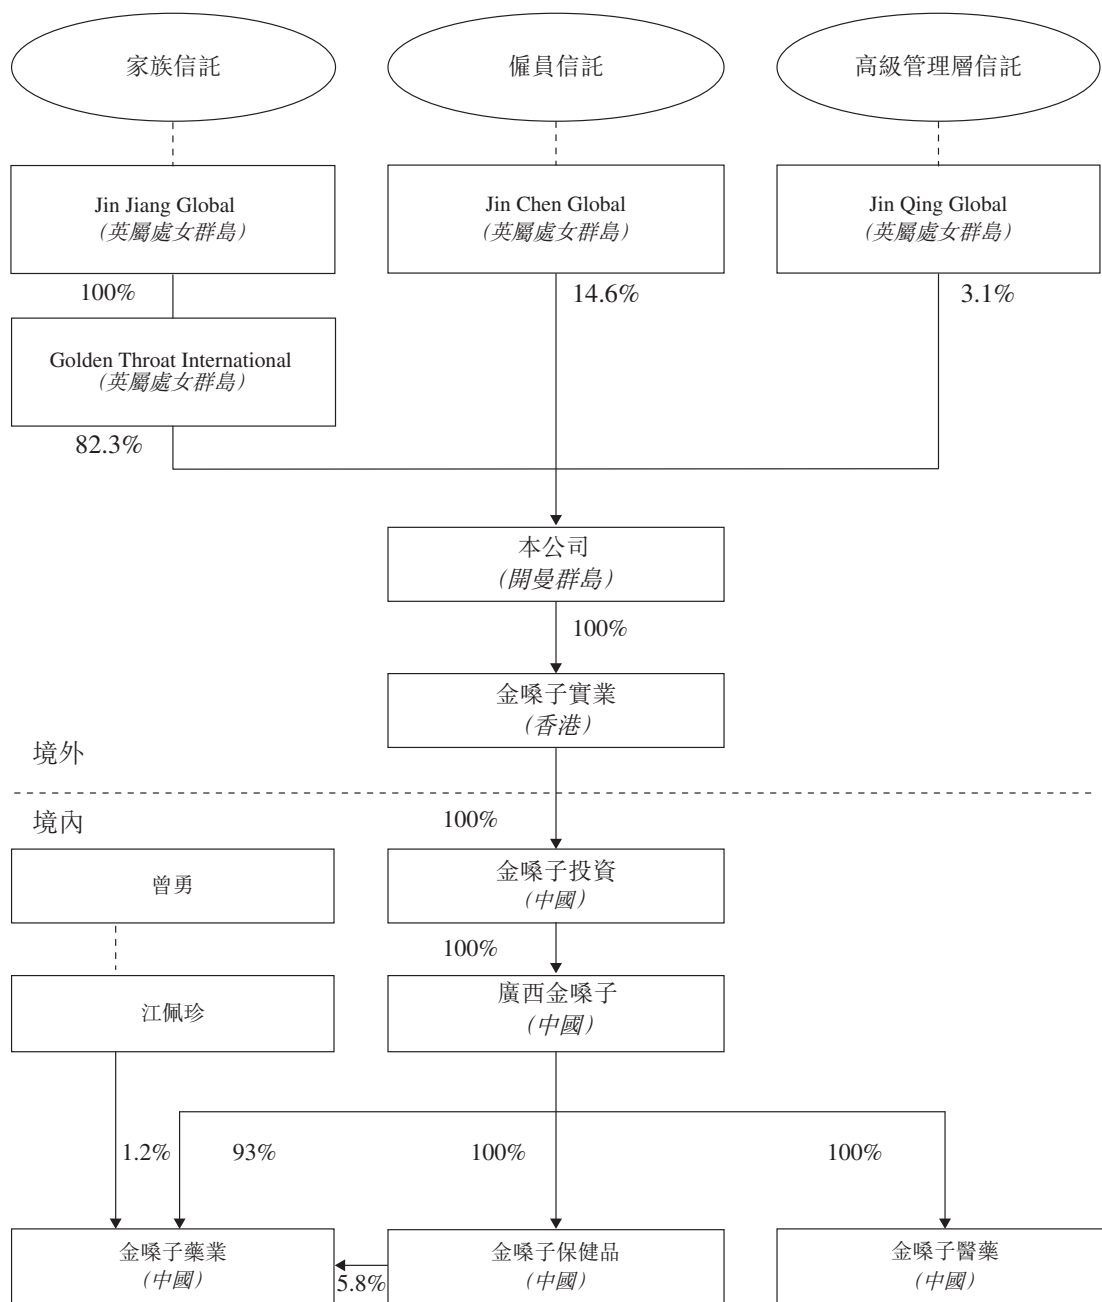 家族信託
僱員信託
高級管理層信託
Jin Jiang Global
(英屬處女群島)
Jin Chen Global
(英屬處女群島)
Jin Qing Global
(英屬處女群島)
100%
14.6%
3.1%
Golden Throat International
(英屬處女群島)
82.3%
本公司
(開曼群島)
100%
金嗓子實業
(香港)
境外
境內
100%
曾勇
金嗓子投資
(中國)
100%
江佩珍
廣西金嗓子
(中國)
1.2%
93%
100%
100%
金嗓子藥業
(中國)
5.8%
金嗓子保健品
(中國)
金嗓子醫藥
(中國)